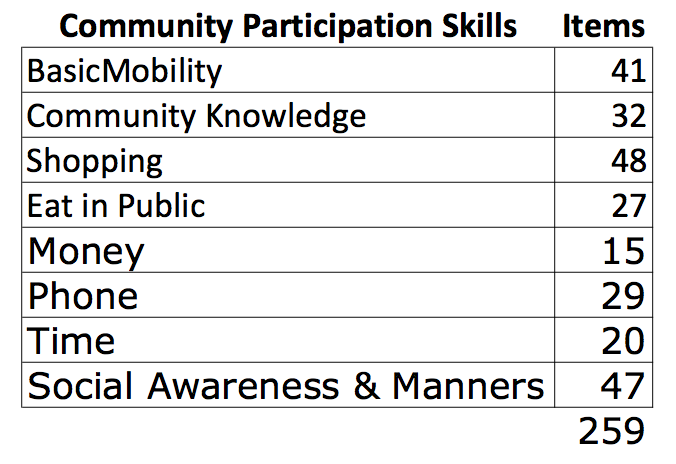 Community Participation Skills Items
BasicMobility 41
Community Knowledge 32
Shopping 48
Eat in Public 27
Money 15
Phone 29
Time 20
Social Awareness & Manners 47
259